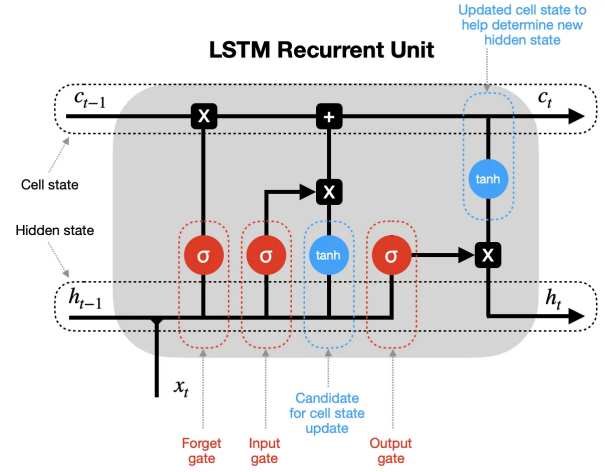 Updated cell state to
help determine new
hidden state
LSTM Recurrent Unit
c_{t-1}
X
+
c_t
X
tanh
Cell state
Hidden state
σ
σ
tanh
σ
X
h_{t-1}
h_t
x_t
Forget
gate
Input
gate
Candidate
for cell state
update
Output
gate